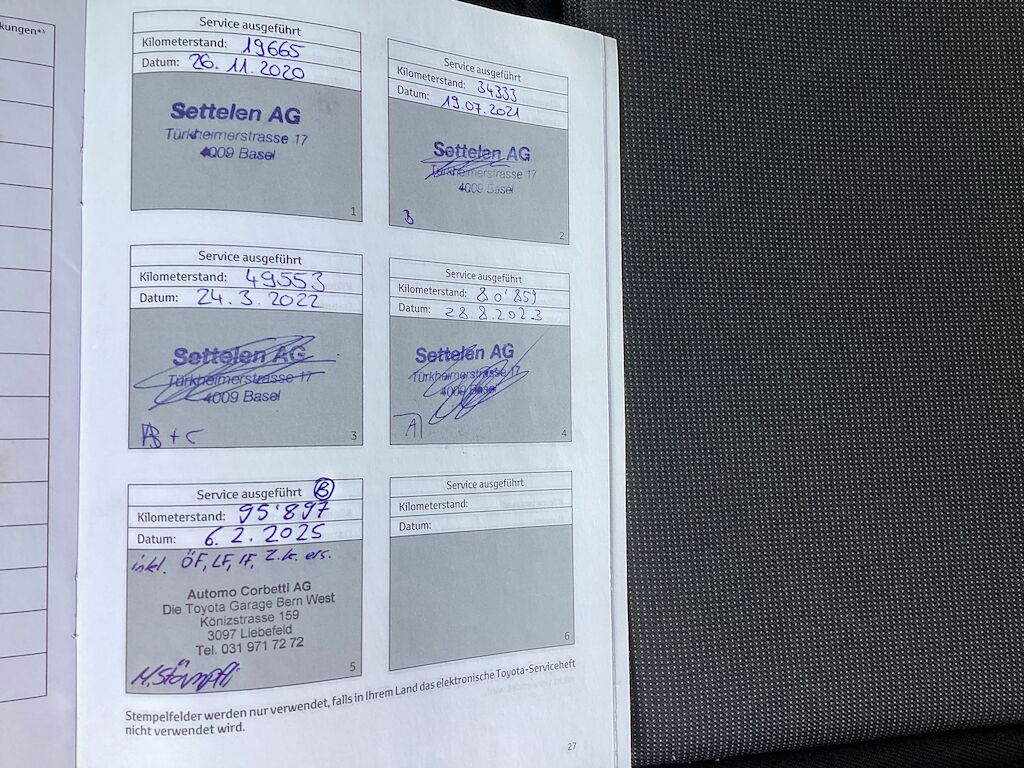 kungen*³
Service ausgeführt
Kilometerstand: 19665
Datum: 26.11.2020
Settelen AG
Türkheimerstrasse 17
4009 Basel
1
Service ausgeführt
Kilometerstand: 34333
Datum: 19.07.2021
Settelen AG
Türkheimerstrasse 17
4009 Basel
B
2
Service ausgeführt
Kilometerstand: 49553
Datum: 24.3.2022
Settelen AG
Türkheimerstrasse 17
4009 Basel
+ C
3
Service ausgeführt
Kilometerstand: 80'859
Datum: 28.8.2023
Settelen AG
Türkheimerstrasse 17
4009 Basel
A
4
Service ausgeführt B
Kilometerstand: 95'897
Datum: 6.2.2025
inkl. ÖF, LF, IF, Z.k. ers.
Automo Corbetti AG
Die Toyota Garage Bern West
Könizstrasse 159
3097 Liebefeld
Tel. 031 971 72 72
M.Stämpfli
5
Service ausgeführt
Kilometerstand:
Datum:
6
Stempelfelder werden nur verwendet, falls in Ihrem Land das elektronische Toyota-Serviceheft
nicht verwendet wird.
27